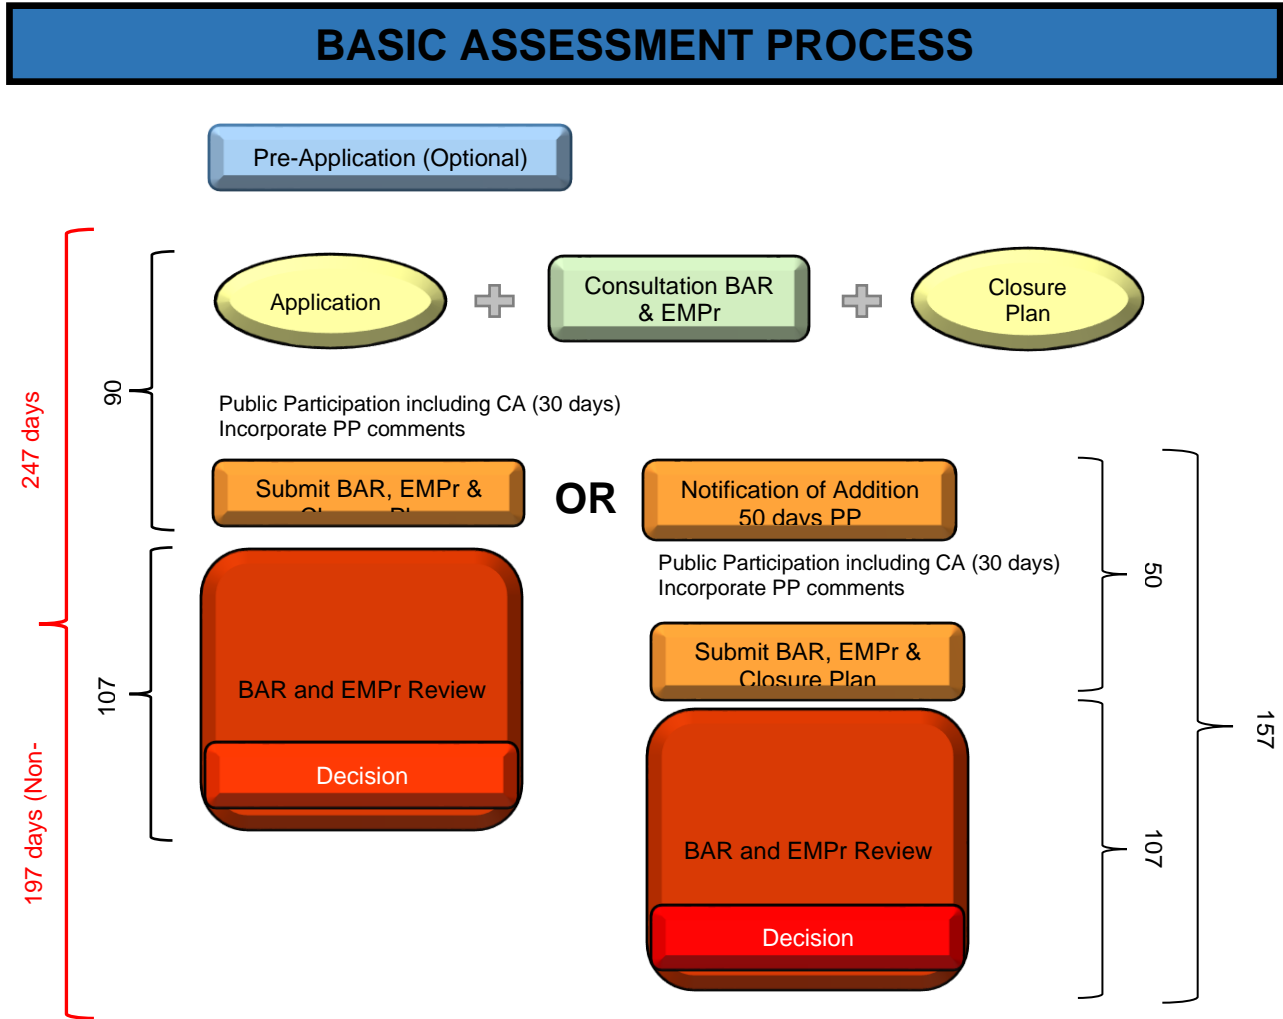 BASIC ASSESSMENT PROCESS
Pre-Application (Optional)
Application
Consultation BAR
& EMPr
Closure
Plan
247 days
90
Public Participation including CA (30 days)
Incorporate PP comments
Submit BAR, EMPr &
OR
Notification of Addition
50 days PP
Public Participation including CA (30 days)
Incorporate PP comments
50
Submit BAR, EMPr &
Closure Plan
107
BAR and EMPr Review
Decision
157
197 days (Non-
BAR and EMPr Review
107
Decision